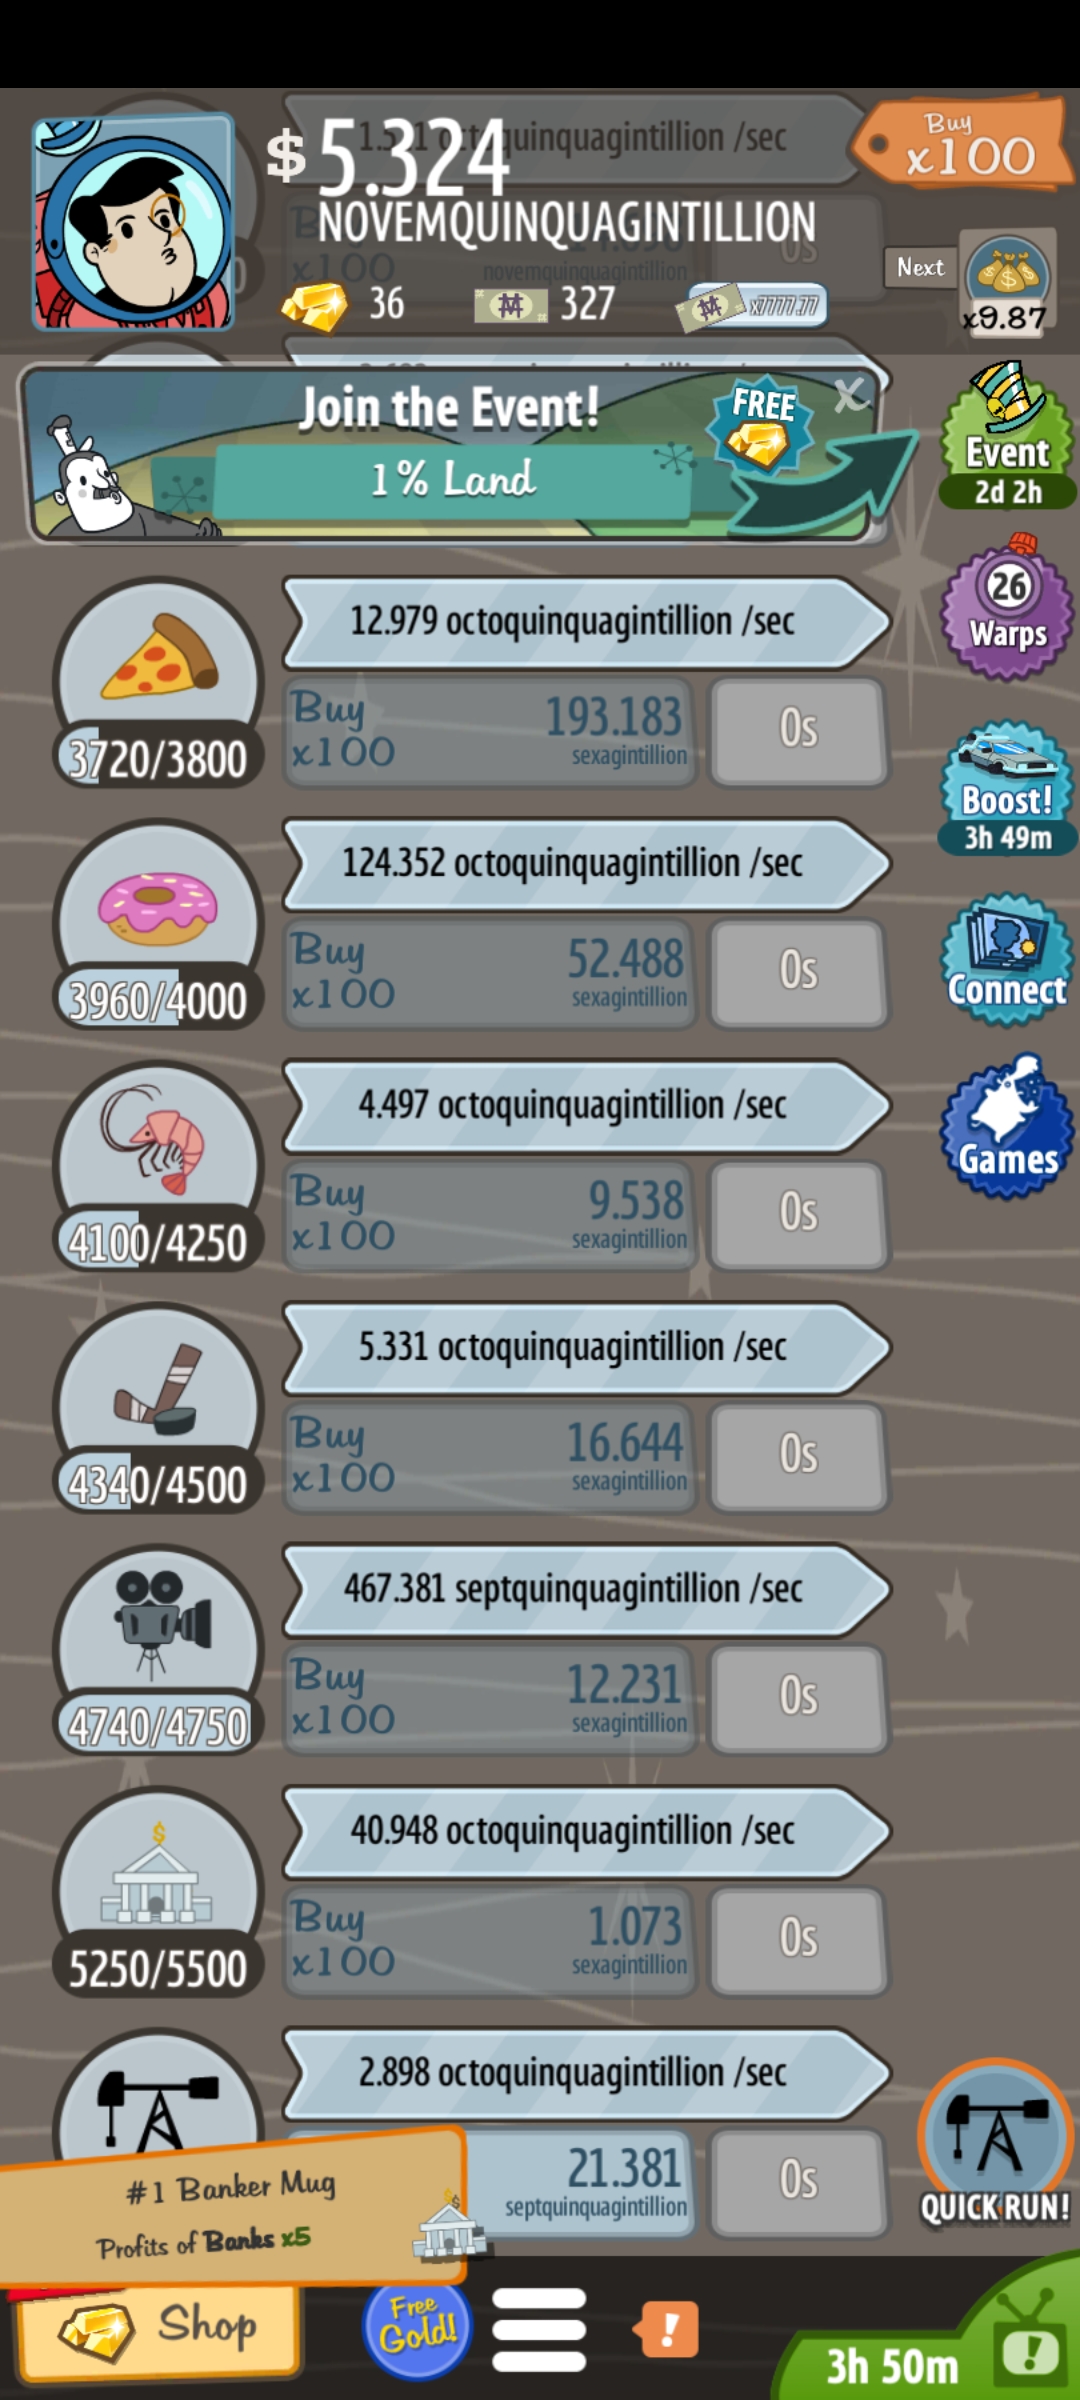 $ 5.324
NOVEMQUINQUAGINTILLION
Buy
x100
36
327
x7777.77
Next
x9.87
Join the Event!
1% Land
FREE
X
Event
2d 2h
26
Warps
12.979 octoquinquagintillion /sec
3720/3800
Buy
x100
193.183
sexagintillion
0s
Boost!
3h 49m
124.352 octoquinquagintillion /sec
3960/4000
Buy
x100
52.488
sexagintillion
0s
Connect
4.497 octoquinquagintillion /sec
4100/4250
Buy
x100
9.538
sexagintillion
0s
Games
5.331 octoquinquagintillion /sec
4340/4500
Buy
x100
16.644
sexagintillion
0s
467.381 septquinquagintillion /sec
4740/4750
Buy
x100
12.231
sexagintillion
0s
40.948 octoquinquagintillion /sec
5250/5500
Buy
x100
1.073
sexagintillion
0s
2.898 octoquinquagintillion /sec
21.381
septquinquagintillion
0s
QUICK RUN!
#1 Banker Mug
Profits of Banks x5
Shop
Free
Gold!
!
3h 50m
!